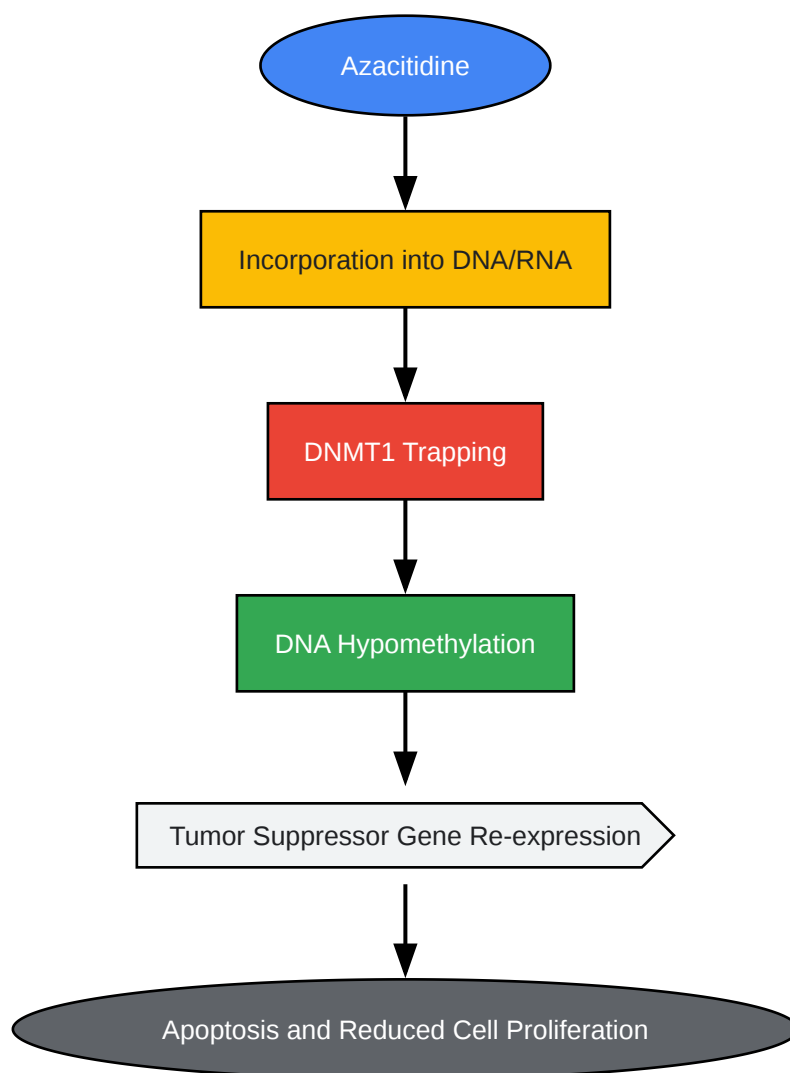 Azacitidine
Incorporation into DNA/RNA
DNMT1 Trapping
DNA Hypomethylation
Tumor Suppressor Gene Re-expression
Apoptosis and Reduced Cell Proliferation